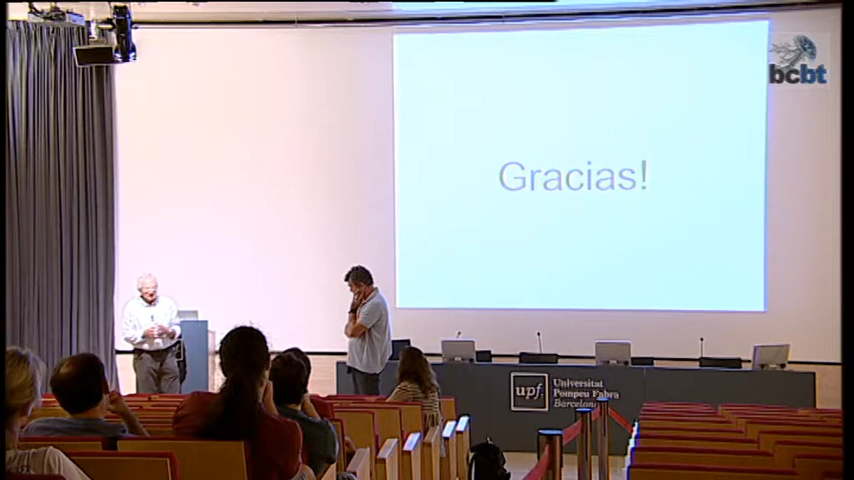 bcbt
Gracias!
upf.
Universitat
Pompeu Fabra
Barcelona